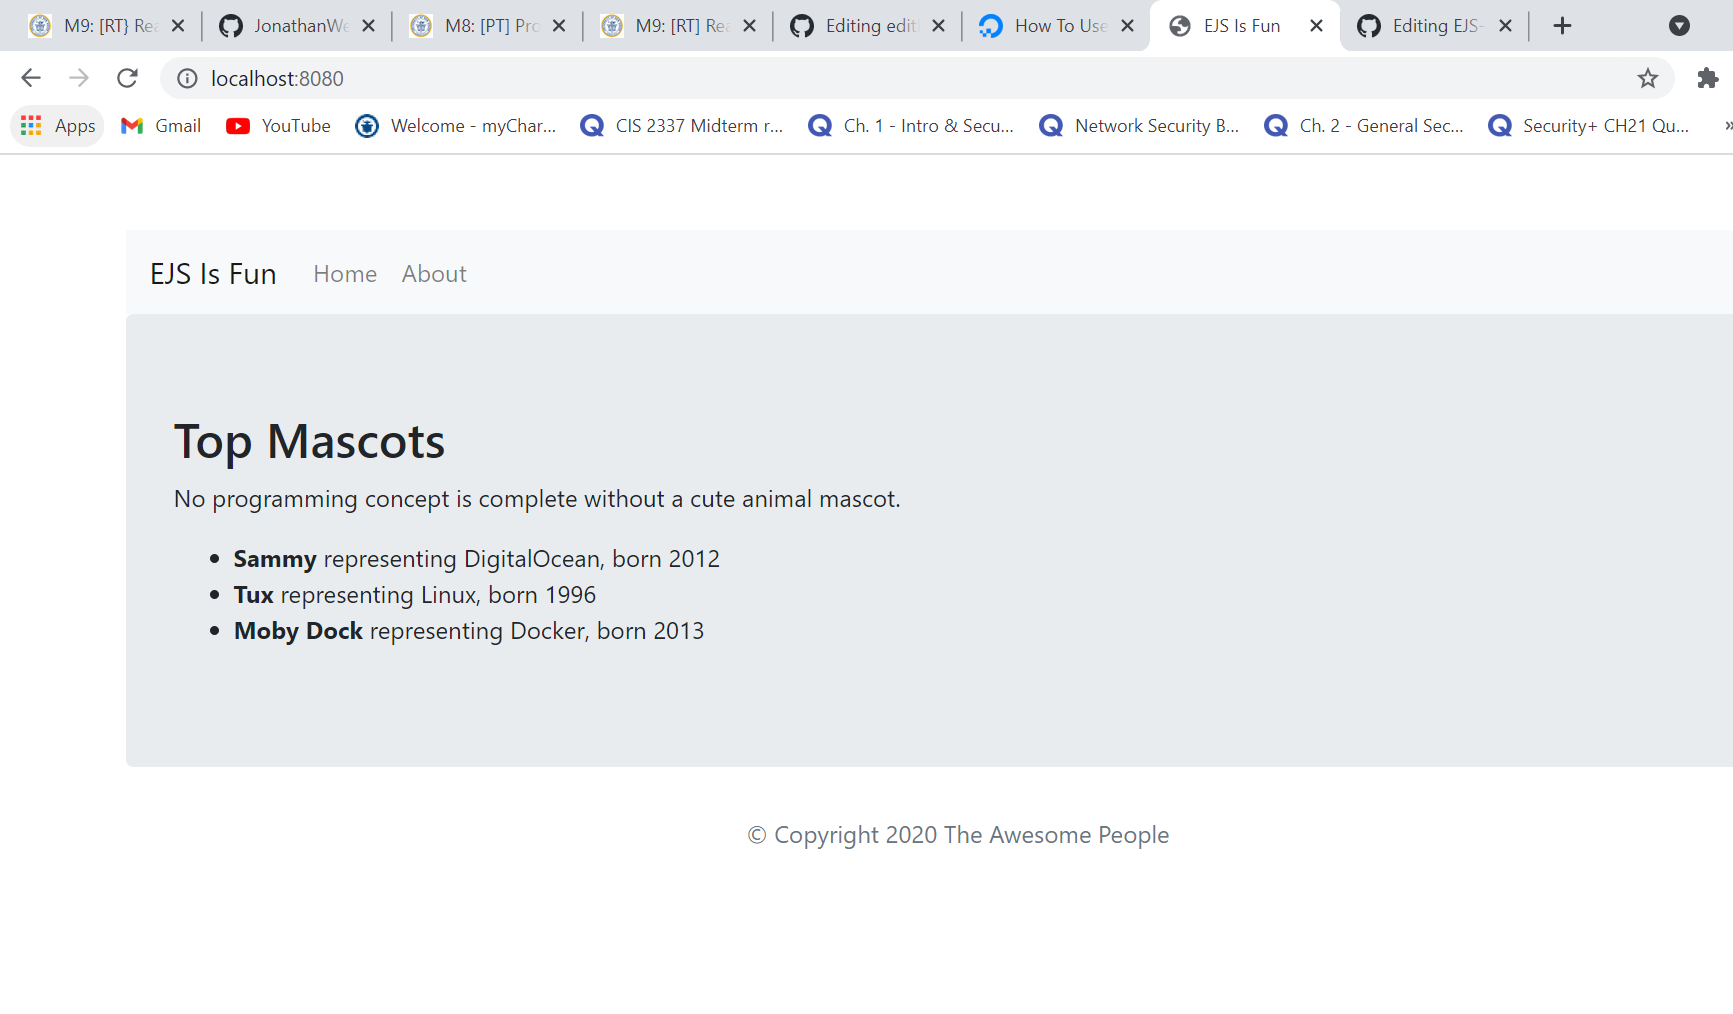 M9: [RT} Rea
JonathanWe
M8: [PT] Pro
M9: [RT] Rea
Editing edit
How To Use
EJS Is Fun
Editing EJS-
localhost:8080
Apps
Gmail
YouTube
Welcome - myChar...
CIS 2337 Midterm r...
Ch. 1 - Intro & Secu...
Network Security B...
Ch. 2 - General Sec...
Security+ CH21 Qu...
»
EJS Is Fun Home About
Top Mascots
No programming concept is complete without a cute animal mascot.
• Sammy representing DigitalOcean, born 2012
• Tux representing Linux, born 1996
• Moby Dock representing Docker, born 2013
© Copyright 2020 The Awesome People